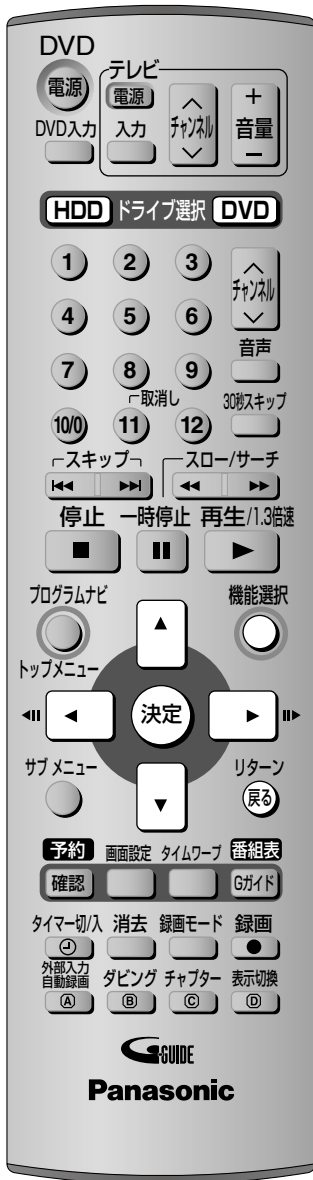 DVD
テレビ
電源 電源 チャンネル + 音量 −
DVD入力 入力
HDD ドライブ選択 DVD
1 2 3
チャンネル
4 5 6
音声
7 8 9
取消し 30秒スキップ
10/0 11 12
スキップ スロー/サーチ
停止 一時停止 再生/1.3倍速
プログラムナビ 機能選択
トップメニュー
決定
サブ メニュー リターン
戻る
予約 画面設定 タイムワープ 番組表
確認 Gガイド
タイマー切/入 消去 録画モード 録画
外部入力
自動録画 ダビング チャプター 表示切換
A B C D
G-GUIDE
Panasonic